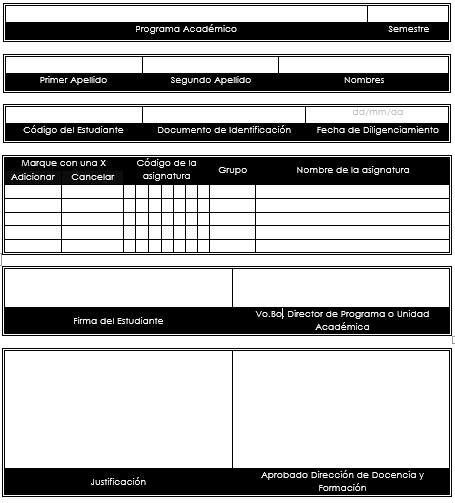 Programa Académico Semestre
Primer Apellido Segundo Apellido Nombres
dd/mm/aa
Código del Estudiante Documento de Identificación Fecha de Diligenciamiento
Marque con una X
Adicionar Cancelar
Código de la
asignatura
Grupo
Nombre de la asignatura
Firma del Estudiante
Vo.Bo. Director de Programa o Unidad
Académica
Justificación
Aprobado Dirección de Docencia y
Formación